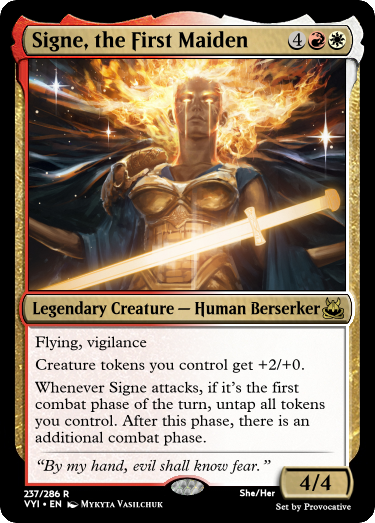 Signe, the First Maiden 4
Legendary Creature — Human Berserker
Flying, vigilance
Creature tokens you control get +2/+0.
Whenever Signe attacks, if it's the first
combat phase of the turn, untap all tokens
you control. After this phase, there is an
additional combat phase.
"By my hand, evil shall know fear."
4/4
237/286 R She/Her
VYI • EN Mykyta Vasilchuk Set by Provocative